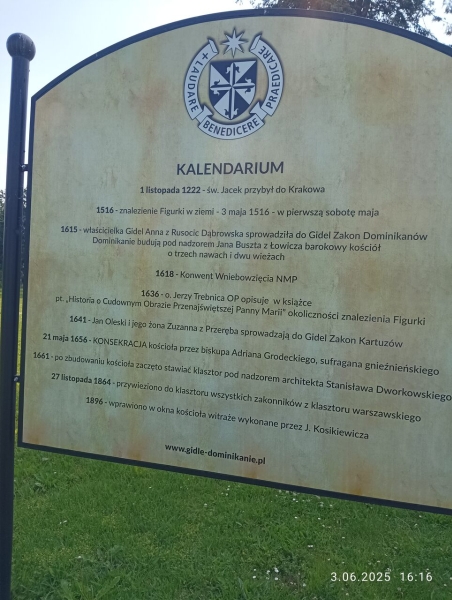 + LAUDARE
BENEDICERE
PRAEDICARE
KALENDARIUM
1 listopada 1222 - św. Jacek przybył do Krakowa
1516 - znalezienie Figurki w ziemi - 3 maja 1516 - w pierwszą sobotę maja
1615 - właścicielka Gidel Anna z Rusocic Dąbrowska sprowadziła do Gidel Zakon Dominikanów
Dominikanie budują pod nadzorem Jana Buszta z Łowicza barokowy kościół
o trzech nawach i dwu wieżach
1618 - Konwent Wniebowzięcia NMP
1636 - o. Jerzy Trebnica OP opisuje w książce
pt. „Historia o Cudownym Obrazie Przenajświętszej Panny Marii” okoliczności znalezienia Figurki
1641 - Jan Oleski i jego żona Zuzanna z Przeręba sprowadzają do Gidel Zakon Kartuzów
21 maja 1656 - KONSEKRACJA kościoła przez biskupa Adriana Grodeckiego, sufragana gnieźnieńskiego
1661 - po zbudowaniu kościoła zaczęto stawiać klasztor pod nadzorem architekta Stanisława Dworkowskiego
27 listopad 1864 - przywieziono do klasztoru wszystkich zakonników z klasztoru warszawskiego
1896 - wprawiono w okna kościoła witraże wykonane przez J. Kosikiewicza
www.gidle-dominikanie.pl
3.06.2025 16:16